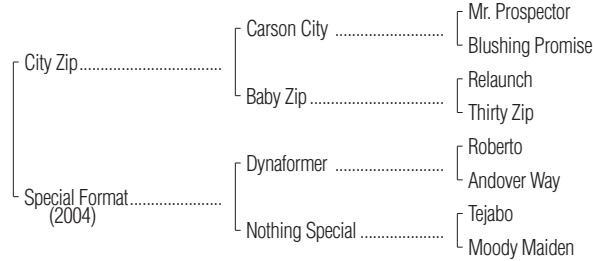 Mr. Prospector
Carson City ..........................
Blushing Promise
City Zip..................................
Relaunch
Baby Zip ................................
Thirty Zip
Roberto
Dynaformer ..........................
Andover Way
Special Format......................
(2004)
Tejabo
Nothing Special ....................
Moody Maiden